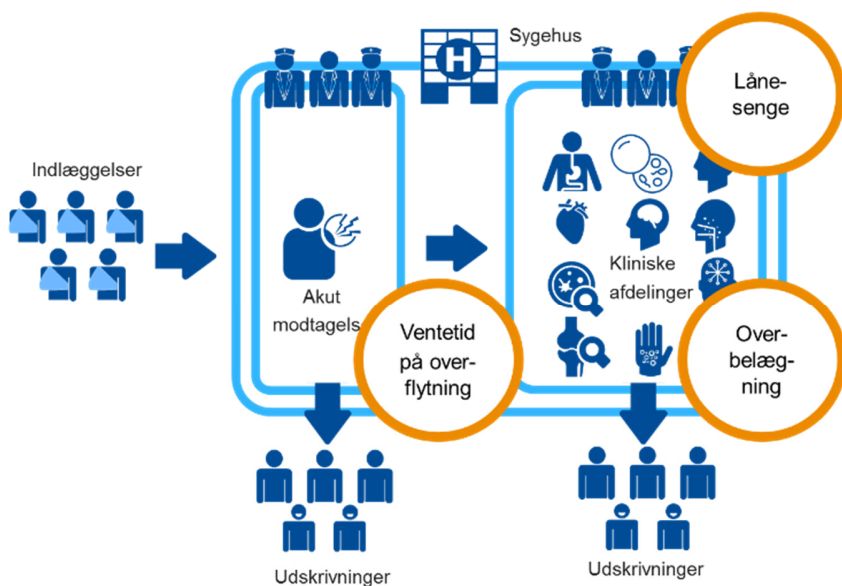 Sygehus
H
Låne-
senge
Indlæggelser
Akut
modtagels
Kliniske
afdelinger
Ventetid
på over-
flytning
Over-
belæg-
ning
Udskrivninger
Udskrivninger